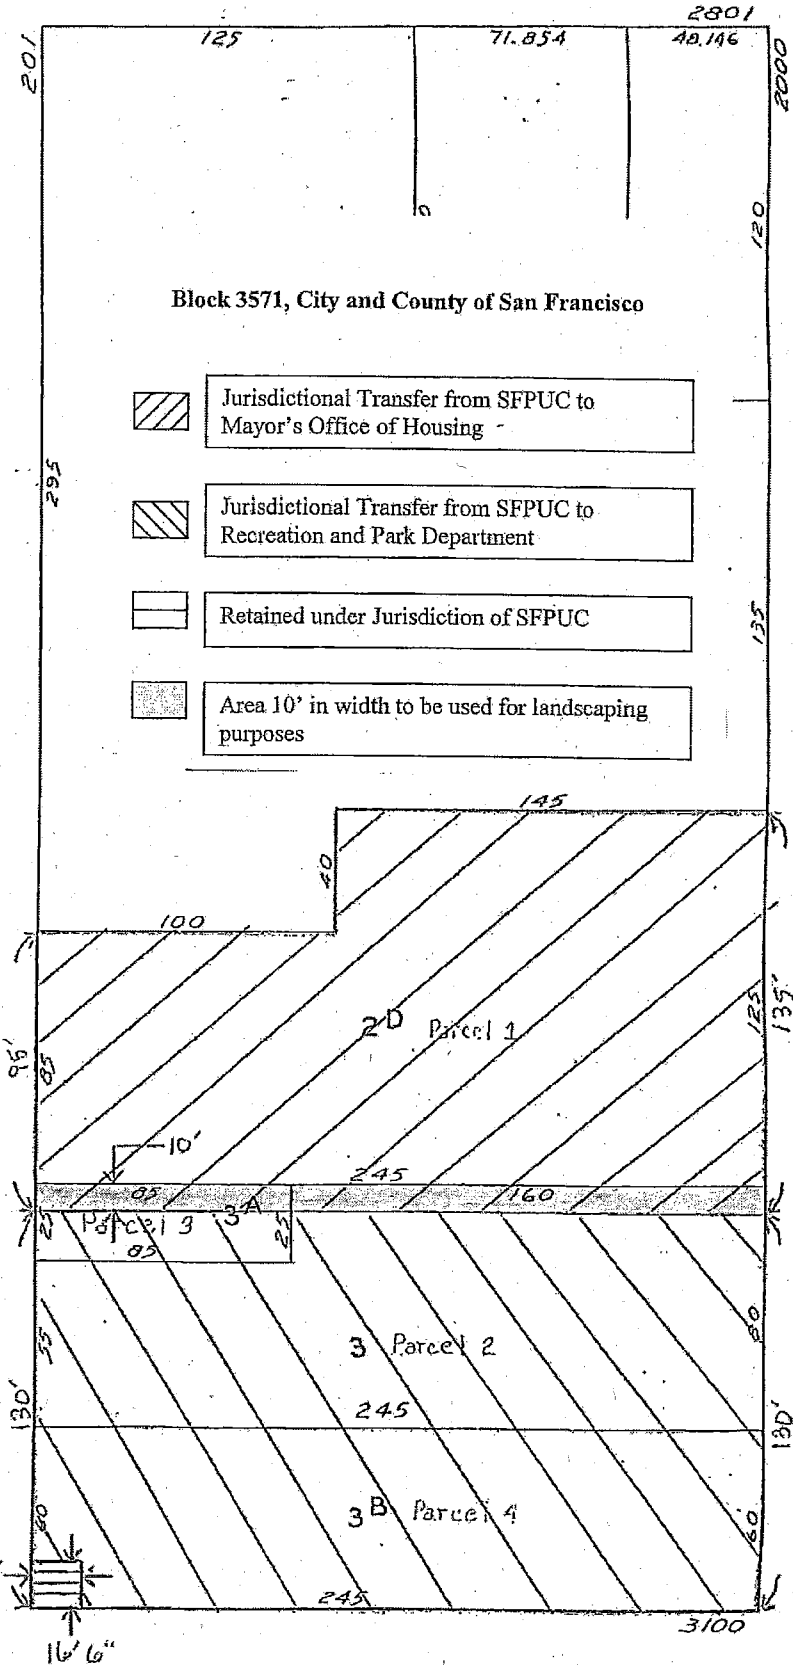 2801
201
125
71.854
48.146
2000
120
Block 3571, City and County of San Francisco
Jurisdictional Transfer from SFPUC to
Mayor's Office of Housing
295
Jurisdictional Transfer from SFPUC to
Recreation and Park Department
Retained under Jurisdiction of SFPUC
135
Area 10' in width to be used for landscaping
purposes
145
40
100
2D Parcel 1
125
135'
95'
85
10'
245
85
160
3A
25
Parcel 3
25
85
3 Parcel 2
80
55
245
130'
130'
3B Parcel 4
60
60
245
3100
16' 6"